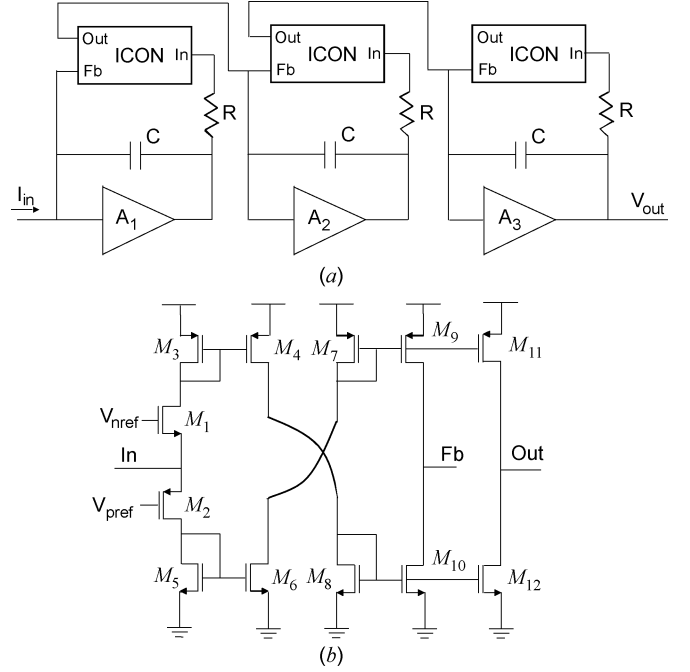 Out ICON In
Fb
R
C
I_in
A_1
Out ICON In
Fb
R
C
A_2
Out ICON In
Fb
R
C
A_3
V_out
(a)
M_3 M_4 M_7 M_9 M_11
V_nref M_1
In Fb Out
V_pref M_2
M_5 M_6 M_8 M_10 M_12
(b)